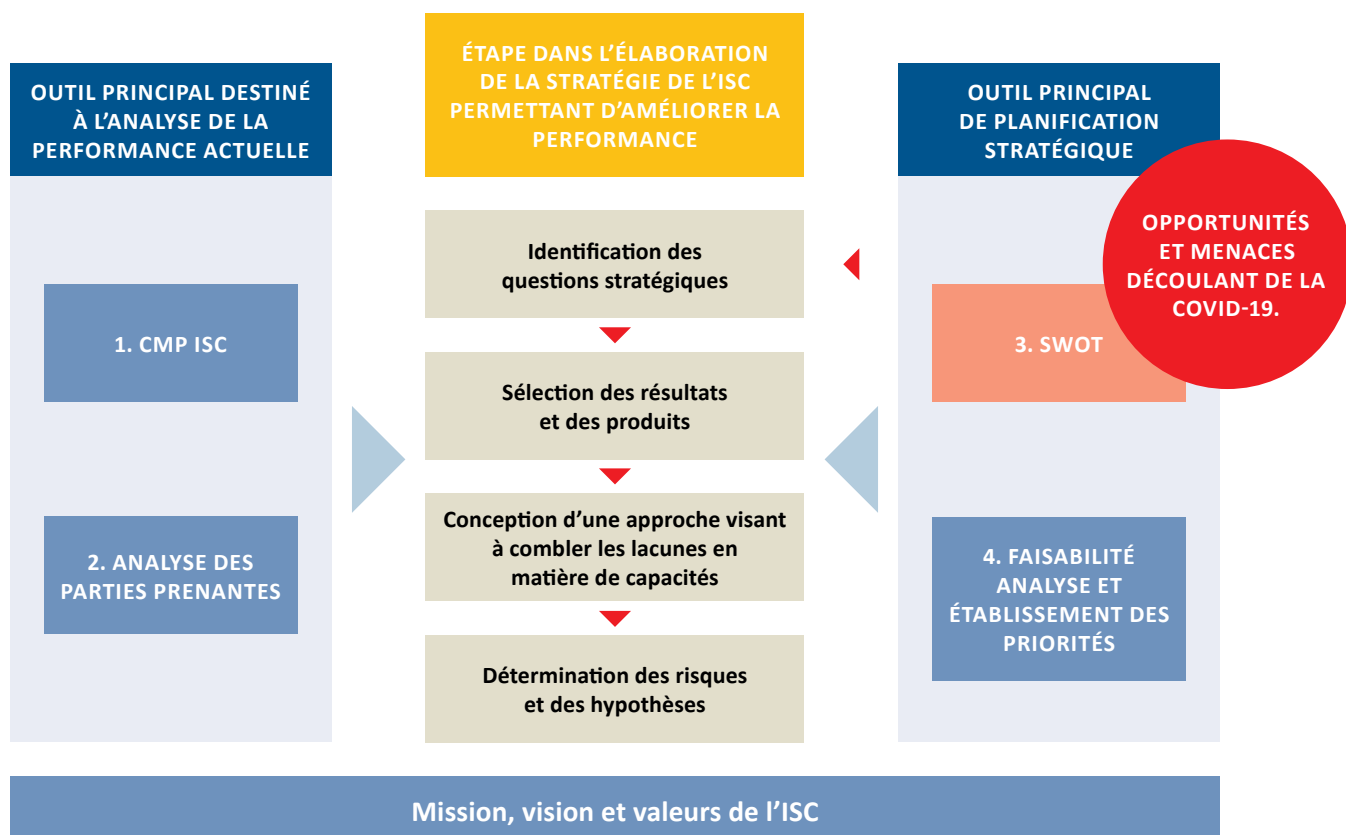 OUTIL PRINCIPAL DESTINÉ
À L’ANALYSE DE LA
PERFORMANCE ACTUELLE
1. CMP ISC
2. ANALYSE DES
PARTIES PRENANTES
ÉTAPE DANS L’ÉLABORATION
DE LA STRATÉGIE DE L’ISC
PERMETTANT D’AMÉLIORER LA
PERFORMANCE
Identification des
questions stratégiques
Sélection des résultats
et des produits
Conception d’une approche visant
à combler les lacunes en
matière de capacités
Détermination des risques
et des hypothèses
OUTIL PRINCIPAL
DE PLANIFICATION
STRATÉGIQUE
OPPORTUNITÉS
ET MENACES
DÉCOULANT DE LA
COVID-19.
3. SWOT
4. FAISABILITÉ
ANALYSE ET
ÉTABLISSEMENT DES
PRIORITÉS
Mission, vision et valeurs de l’ISC